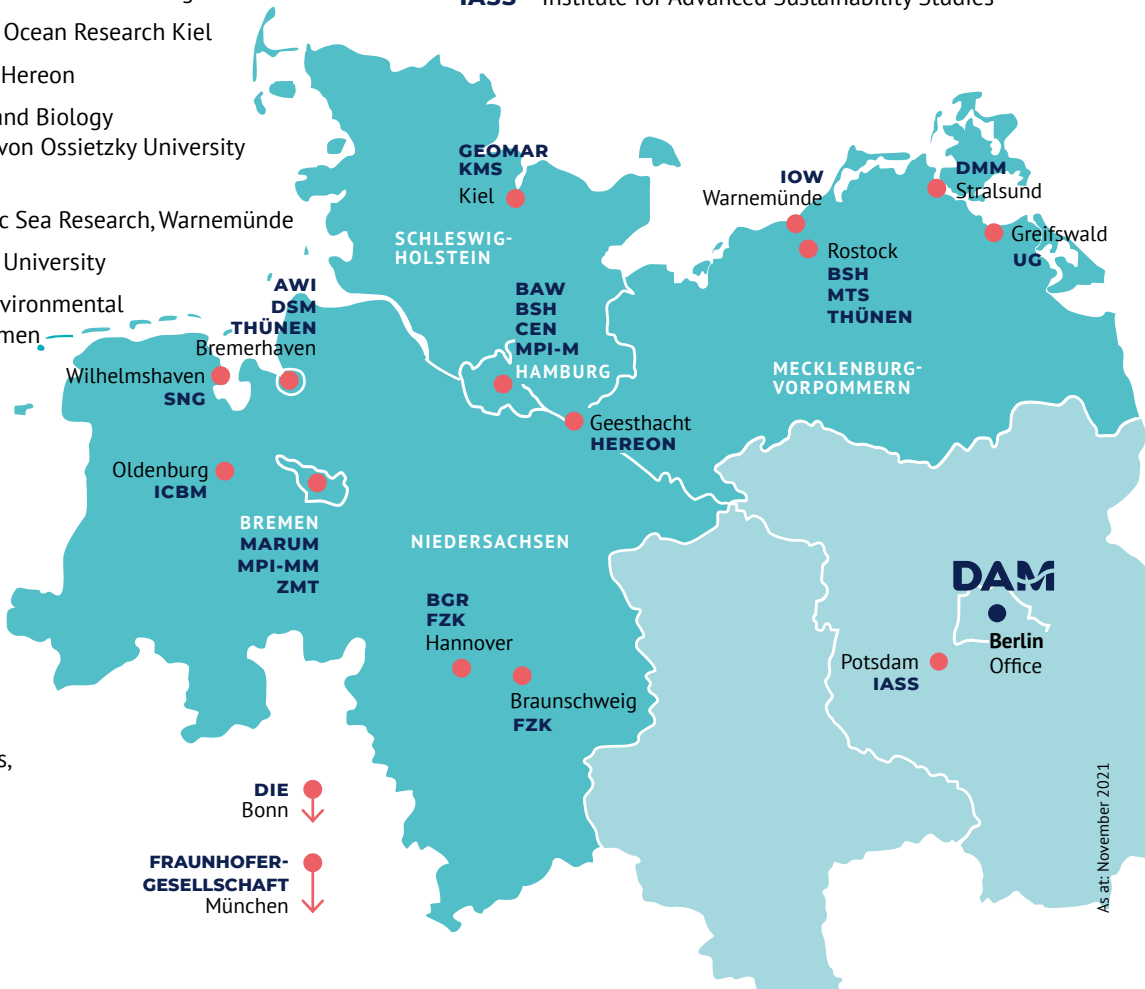 IASS Institute for Advanced Sustainability Studies
Ocean Research Kiel
Hereon
and Biology
von Ossietzky University
Sea Research, Warnemünde
University
men
GEOMAR
KMS
Kiel
SCHLESWIG-
HOLSTEIN
IOW
Warnemünde
DMM
Stralsund
Greifswald
UG
Rostock
BSH
MTS
THÜNEN
AWI
DSM
THÜNEN
Bremerhaven
BAW
BSH
CEN
MPI-M
HAMBURG
MECKLENBURG-
VORPOMMERN
Wilhelmshaven
SNG
Geesthacht
HEREON
Oldenburg
ICBM
BREMEN
MARUM
MPI-MM
ZMT
NIEDERSACHSEN
BGR
FZK
Hannover
Braunschweig
FZK
DAM
Berlin
Office
Potsdam
IASS
s,
DIE
Bonn
FRAUNHOFER-
GESELLSCHAFT
München
As at: November 2021